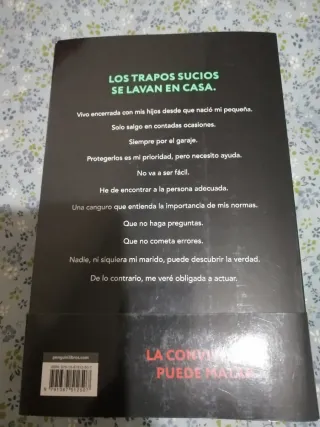 LOS TRAPOS SUCIOS
SE LAVAN EN CASA.
Vivo encerrada con mis hijos desde que nació mi pequeña.
Solo salgo en contadas ocasiones.
Siempre por el garaje.
Protegerlos es mi prioridad, pero necesito ayuda.
No va a ser fácil.
He de encontrar a la persona adecuada.
Una canguro que entienda la importancia de mis normas.
Que no haga preguntas.
Que no cometa errores.
Nadie, ni siquiera mi marido, puede descubrir la verdad.
De lo contrario, me veré obligada a actuar.
LA
PUEDE
penguinlibros.com